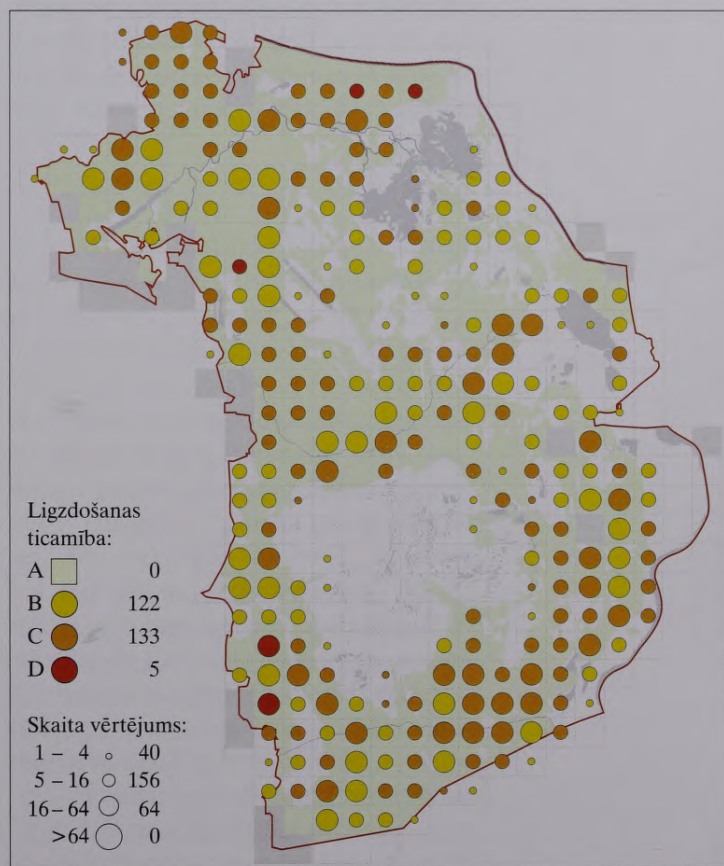 Ligzdošanas
ticamība:
A 0
B 122
C 133
D 5
Skaita vērtējums:
1 – 4 40
5 – 16 156
16 – 64 64
>64 0